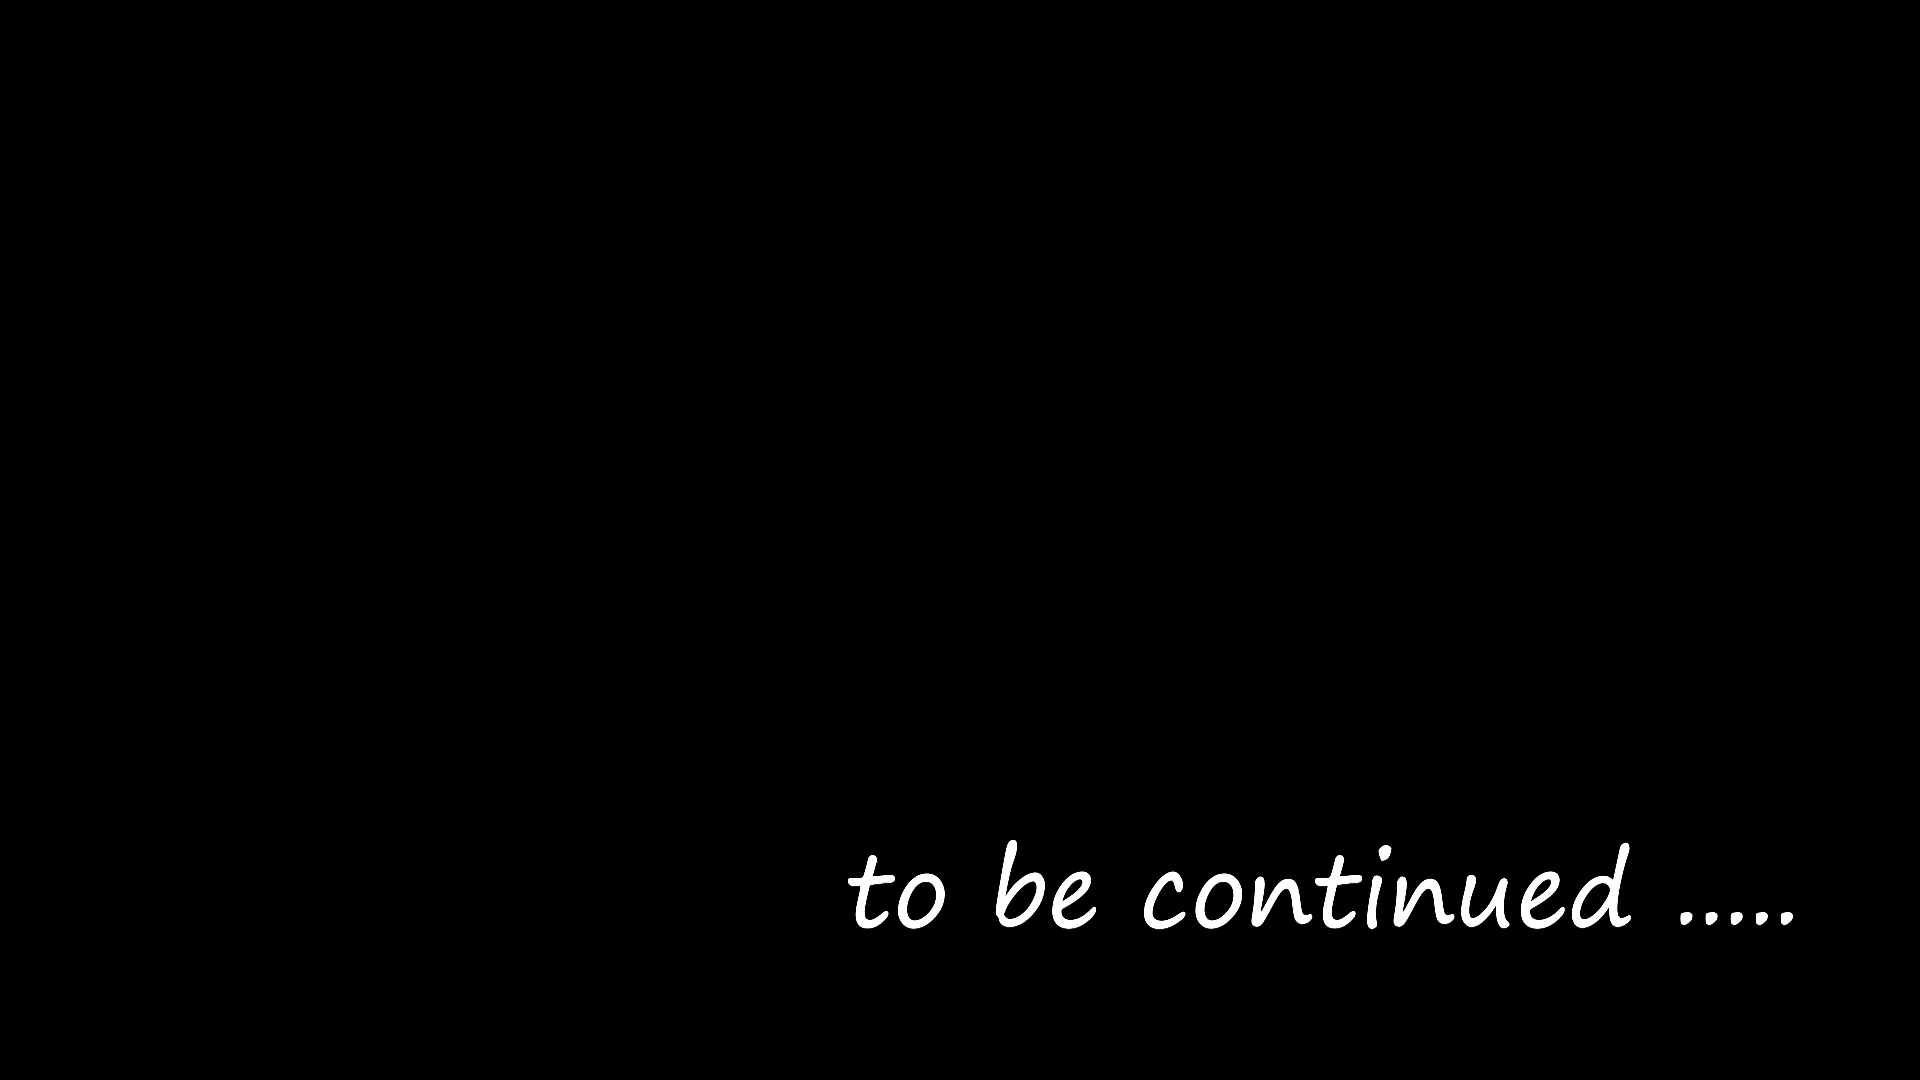 to be continued .....